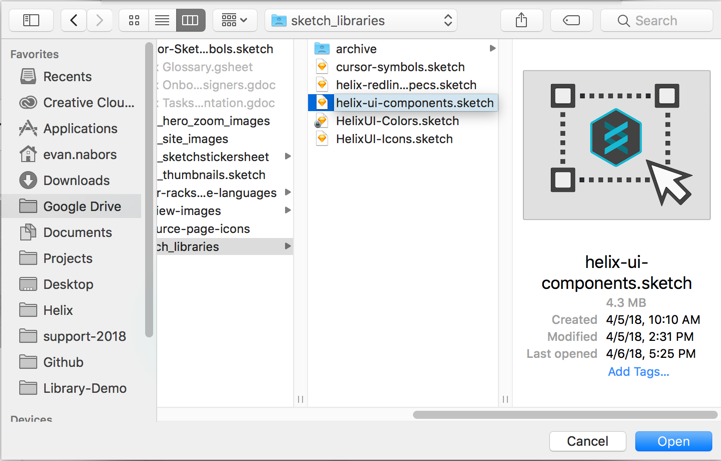 sketch_libraries
Search
Favorites
Recents
Creative Clou...
Applications
evan.nabors
Downloads
Google Drive
Documents
Projects
Desktop
Helix
support-2018
Github
Library-Demo
Devices
or-Sket...bols.sketch
: Glossary.gsheet
: Onbo...signers.gdoc
: Tasks...ntation.gdoc
_hero_zoom_images
_site_images
_sketchstickersheet
_thumbnails.sketch
r-racks...e-languages
iew-images
urce-page-icons
ch_libraries
archive
cursor-symbols.sketch
helix-redlin...pecs.sketch
helix-ui-components.sketch
HelixUI-Colors.sketch
HelixUI-Icons.sketch
helix-ui-
components.sketch
4.3 MB
Created 4/5/18, 10:10 AM
Modified 4/5/18, 2:31 PM
Last opened 4/6/18, 5:25 PM
Add Tags...
Cancel
Open